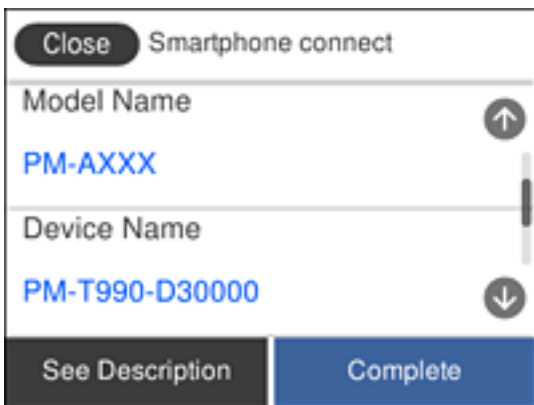 Close Smartphone connect
Model Name
PM-AXXX
Device Name
PM-T990-D30000
See Description Complete